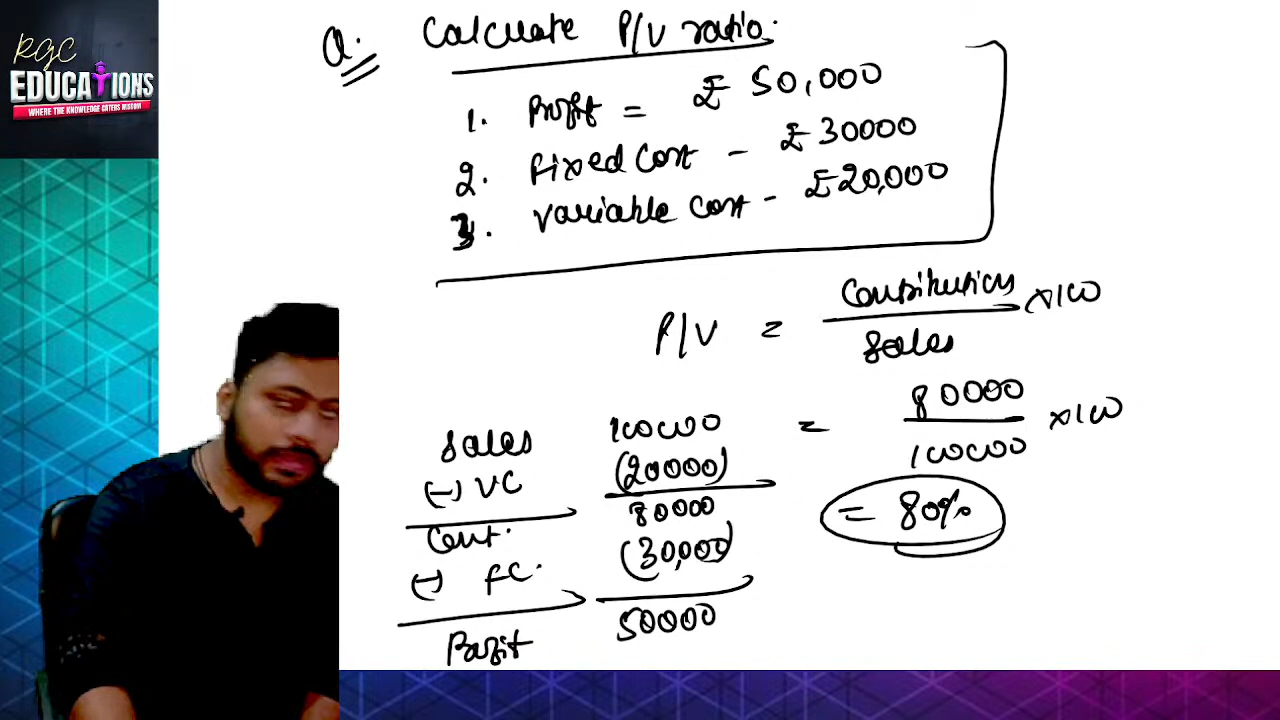 RGC
EDUCATIONS
WHERE THE KNOWLEDGE CATERS WISDOM
Q. Calculate P/V ratio.
1. Profit = ₤ 50,000
2. Fixed Cost - ₤ 30000
3. Variable Cost - ₤ 20,000
P/V = Contribution ×100
Sales
= 80000 ×100
100000
= 80%
Sales 100000
(-) VC (20000)
Cont. 80000
(-) FC. (30,000)
Profit 50000